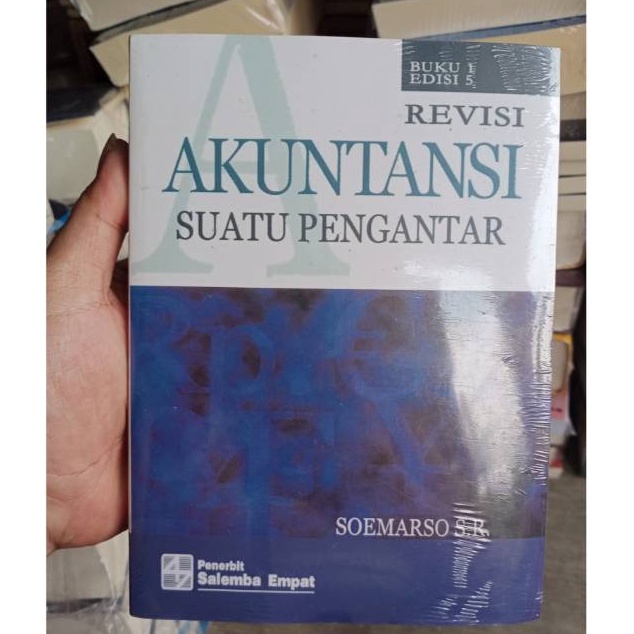 BUKU 1
EDISI 5
REVISI
AKUNTANSI
SUATU PENGANTAR
SOEMARSO S.R.
Penerbit
Salemba Empat